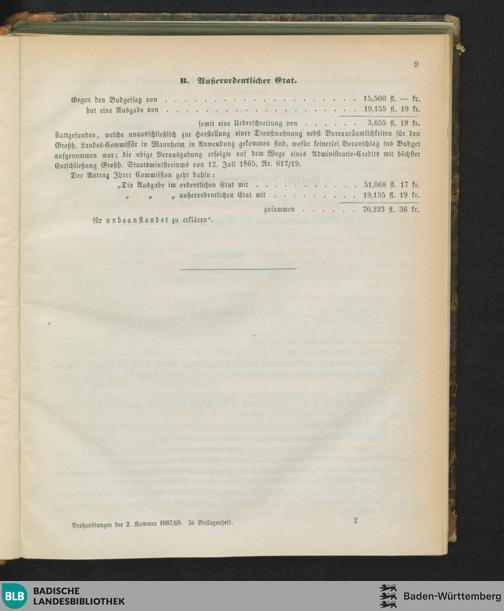 9
B. Außerordentlicher Etat.
Gegen den Budgetsatz von . . . . . . . . . . . . . . . . . . . . 15,500 fl. — kr.
hat eine Ausgabe von . . . . . . . . . . . . . . . . . . . . 19,155 fl. 19 kr.
somit eine Ueberschreitung von . . . . . . . 3,655 fl. 19 kr.
stattgefunden, welche unausschließlich zur Herstellung einer Dienstwohnung nebst Bureauräumlichkeiten für den
Großh. Landes-Commissär in Mannheim in Anwendung gekommen sind, wofür keinerlei Voranschlag ins Budget
aufgenommen war; die obige Verausgabung erfolgte auf dem Wege eines Administrativ-Credits mit höchster
Entschließung Großh. Staatsministeriums von 12. Juli 1865, Nr. 617/19.
Der Antrag Ihrer Commission geht dahin:
„Die Ausgabe im ordentlichen Etat mit . . . . . . . . . . . 51,068 fl. 17 kr.
„ „ „ außerordentlichen Etat mit . . . . . . . . . 19,155 fl. 19 kr.
zusammen . . . . . . 70,223 fl. 36 kr.
für unbeanstandet zu erklären“.
Verhandlungen der 2. Kammer 1867/68. 5s Beilagenheft. 2
BLB BADISCHE
LANDESBIBLIOTHEK
Baden-Württemberg